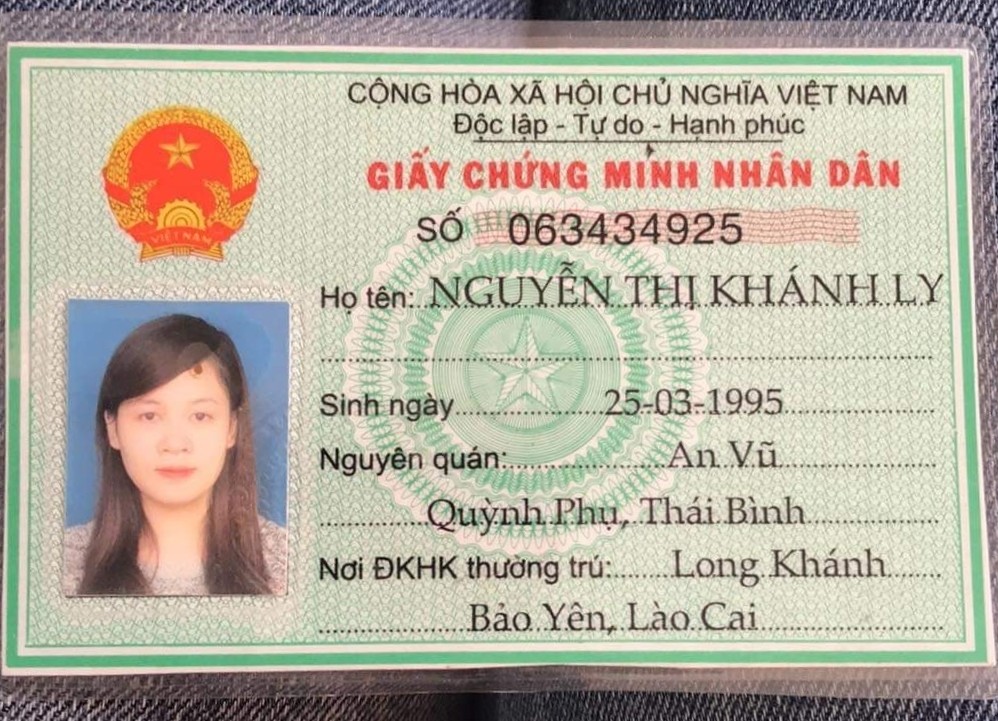 CỘNG HÒA XÃ HỘI CHỦ NGHĨA VIỆT NAM
Độc lập - Tự do - Hạnh phúc
GIẤY CHỨNG MINH NHÂN DÂN
SỐ 063434925
Họ tên: NGUYỄN THỊ KHÁNH LY
Sinh ngày 25-03-1995
Nguyên quán: An Vũ
Quỳnh Phụ, Thái Bình
Nơi ĐKHK thường trú: Long Khánh
Bảo Yên, Lào Cai
VIỆT NAM